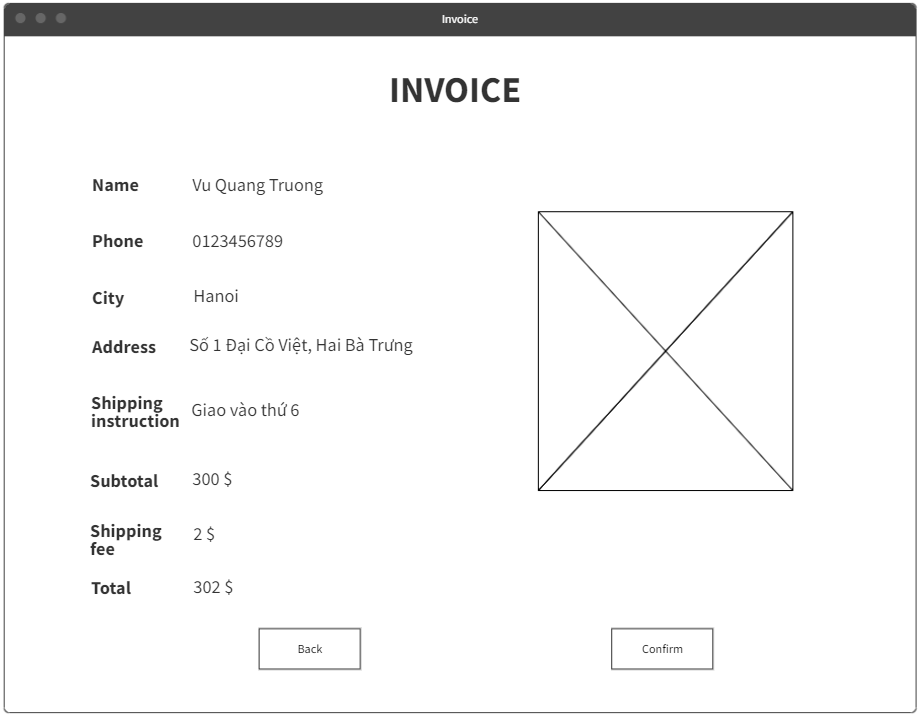 Invoice
INVOICE
Name Vu Quang Truong
Phone 0123456789
City Hanoi
Address Số 1 Đại Cồ Việt, Hai Bà Trưng
Shipping
instruction Giao vào thứ 6
Subtotal 300 $
Shipping
fee 2 $
Total 302 $
Back Confirm